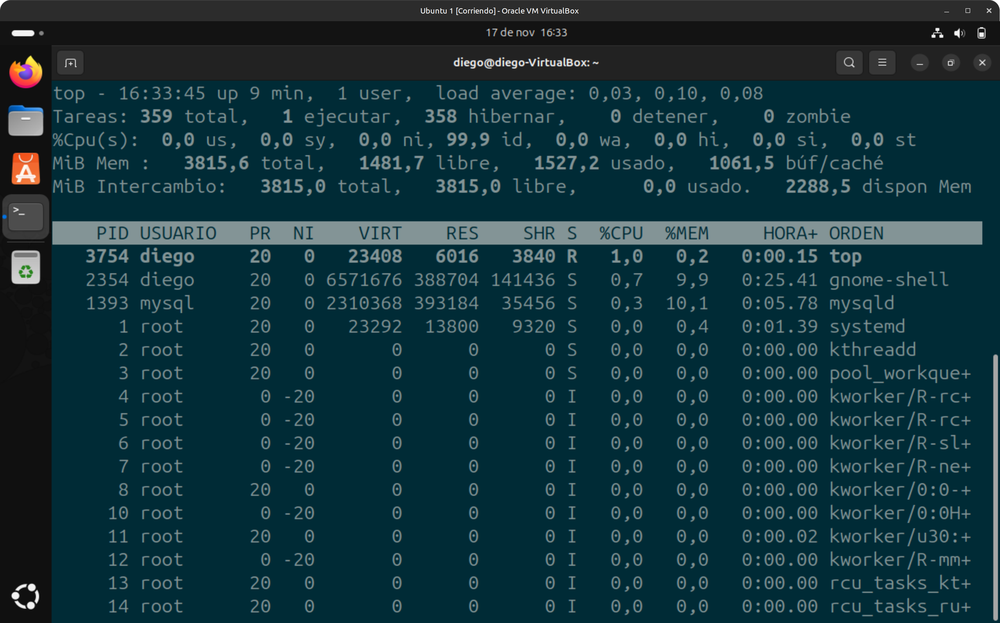 Ubuntu 1 [Corriendo] - Oracle VM VirtualBox
17 de nov 16:33
diego@diego-VirtualBox: ~
top - 16:33:45 up 9 min,  1 user,  load average: 0,03, 0,10, 0,08
Tareas: 359 total,   1 ejecutar,  358 hibernar,    0 detener,    0 zombie
%Cpu(s):  0,0 us,  0,0 sy,  0,0 ni, 99,9 id,  0,0 wa,  0,0 hi,  0,0 si,  0,0 st
MiB Mem :   3815,6 total,   1481,7 libre,   1527,2 usado,   1061,5 búf/caché
MiB Intercambio:   3815,0 total,   3815,0 libre,      0,0 usado.   2288,5 dispon Mem
PID USUARIO   PR  NI    VIRT    RES    SHR S  %CPU  %MEM     HORA+ ORDEN
3754 diego     20   0   23408   6016   3840 R   1,0   0,2   0:00.15 top
2354 diego     20   0 6571676 388704 141436 S   0,7   9,9   0:25.41 gnome-shell
1393 mysql     20   0 2310368 393184  35456 S   0,3  10,1   0:05.78 mysqld
1 root      20   0   23292  13800   9320 S   0,0   0,4   0:01.39 systemd
2 root      20   0       0      0      0 S   0,0   0,0   0:00.00 kthreadd
3 root      20   0       0      0      0 S   0,0   0,0   0:00.00 pool_workque+
4 root       0 -20       0      0      0 I   0,0   0,0   0:00.00 kworker/R-rc+
5 root       0 -20       0      0      0 I   0,0   0,0   0:00.00 kworker/R-rc+
6 root       0 -20       0      0      0 I   0,0   0,0   0:00.00 kworker/R-sl+
7 root       0 -20       0      0      0 I   0,0   0,0   0:00.00 kworker/R-ne+
8 root      20   0       0      0      0 I   0,0   0,0   0:00.00 kworker/0:0-+
10 root       0 -20       0      0      0 I   0,0   0,0   0:00.00 kworker/0:0H+
11 root      20   0       0      0      0 I   0,0   0,0   0:00.02 kworker/u30:+
12 root       0 -20       0      0      0 I   0,0   0,0   0:00.00 kworker/R-mm+
13 root      20   0       0      0      0 I   0,0   0,0   0:00.00 rcu_tasks_kt+
14 root      20   0       0      0      0 I   0,0   0,0   0:00.00 rcu_tasks_ru+